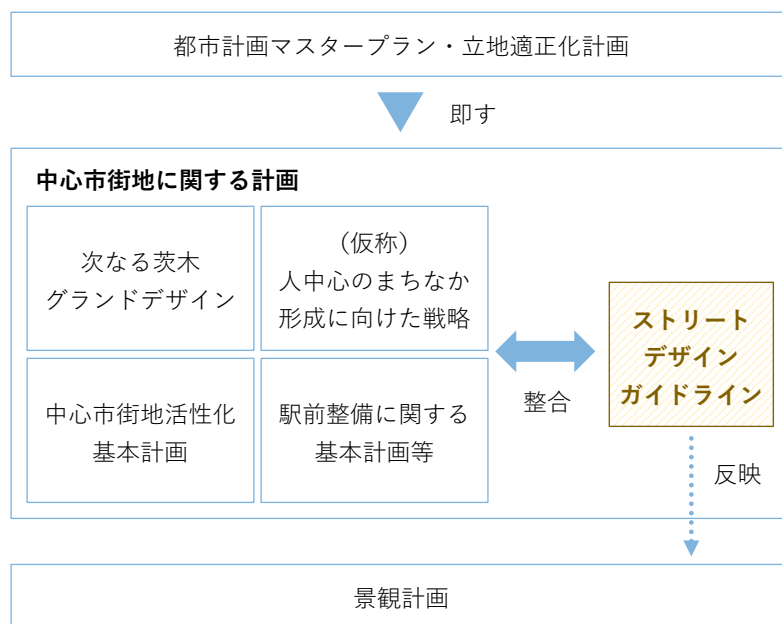 都市計画マスタープラン・立地適正化計画
即す
中心市街地に関する計画
次なる茨木
グランドデザイン
（仮称）
人中心のまちなか
形成に向けた戦略
中心市街地活性化
基本計画
駅前整備に関する
基本計画等
整合
ストリート
デザイン
ガイドライン
反映
景観計画